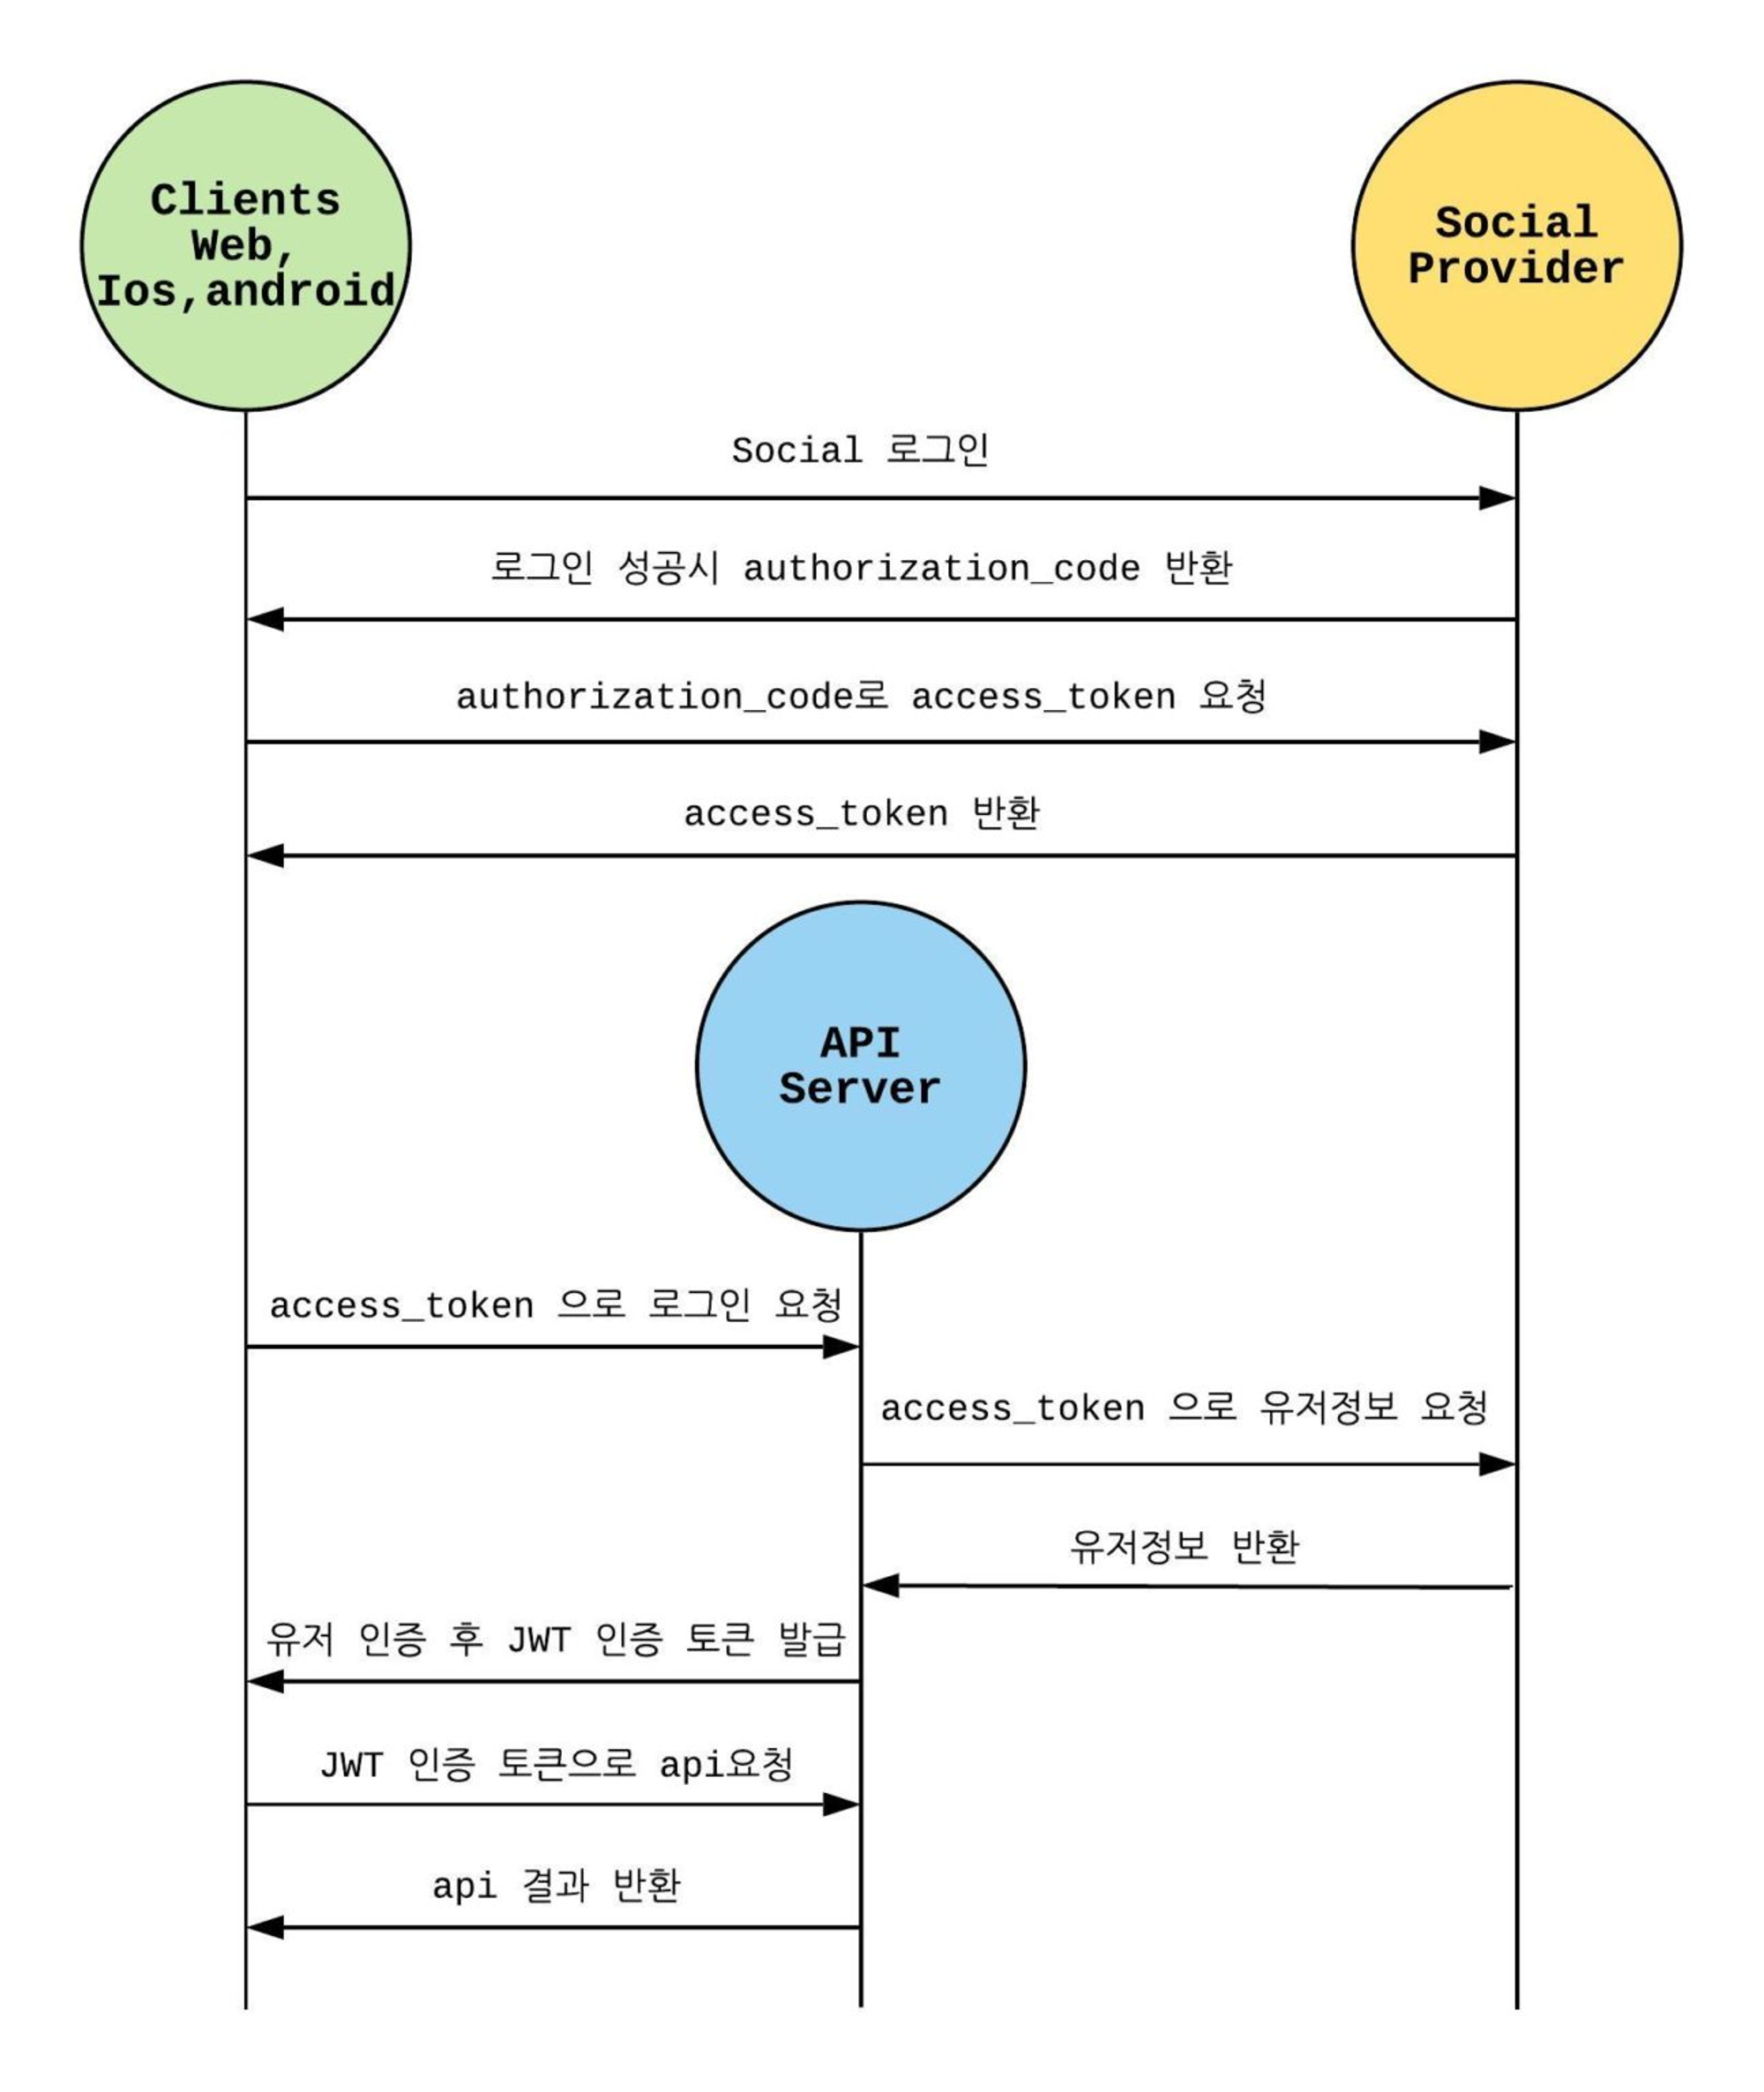 Clients
Web,
Ios,android
Social
Provider
Social 로그인
로그인 성공시 authorization_code 반환
authorization_code로 access_token 요청
access_token 반환
API
Server
access_token 으로 로그인 요청
access_token 으로 유저정보 요청
유저정보 반환
유저 인증 후 JWT 인증 토큰 발급
JWT 인증 토큰으로 api요청
api 결과 반환